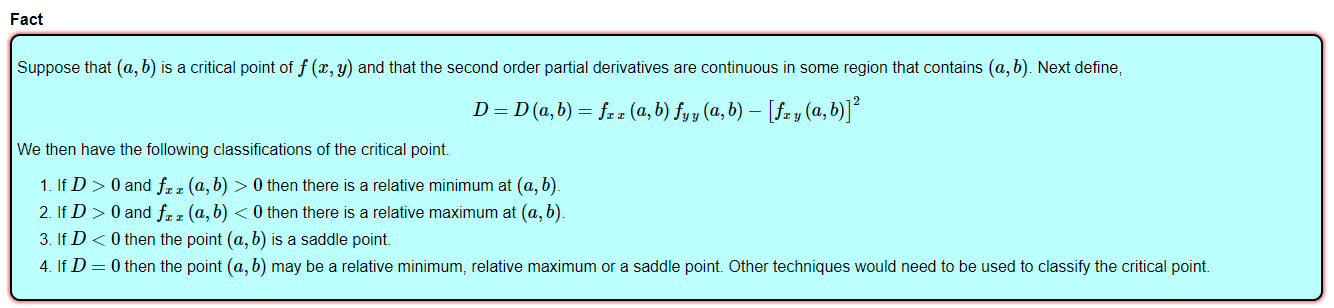 Fact
Suppose that (a, b) is a critical point of f (x, y) and that the second order partial derivatives are continuous in some region that contains (a, b). Next define,
D = D (a, b) = f_{x x} (a, b) f_{y y} (a, b) − [f_{x y} (a, b)]^2
We then have the following classifications of the critical point.
1. If D > 0 and f_{x x} (a, b) > 0 then there is a relative minimum at (a, b).
2. If D > 0 and f_{x x} (a, b) < 0 then there is a relative maximum at (a, b).
3. If D < 0 then the point (a, b) is a saddle point.
4. If D = 0 then the point (a, b) may be a relative minimum, relative maximum or a saddle point. Other techniques would need to be used to classify the critical point.